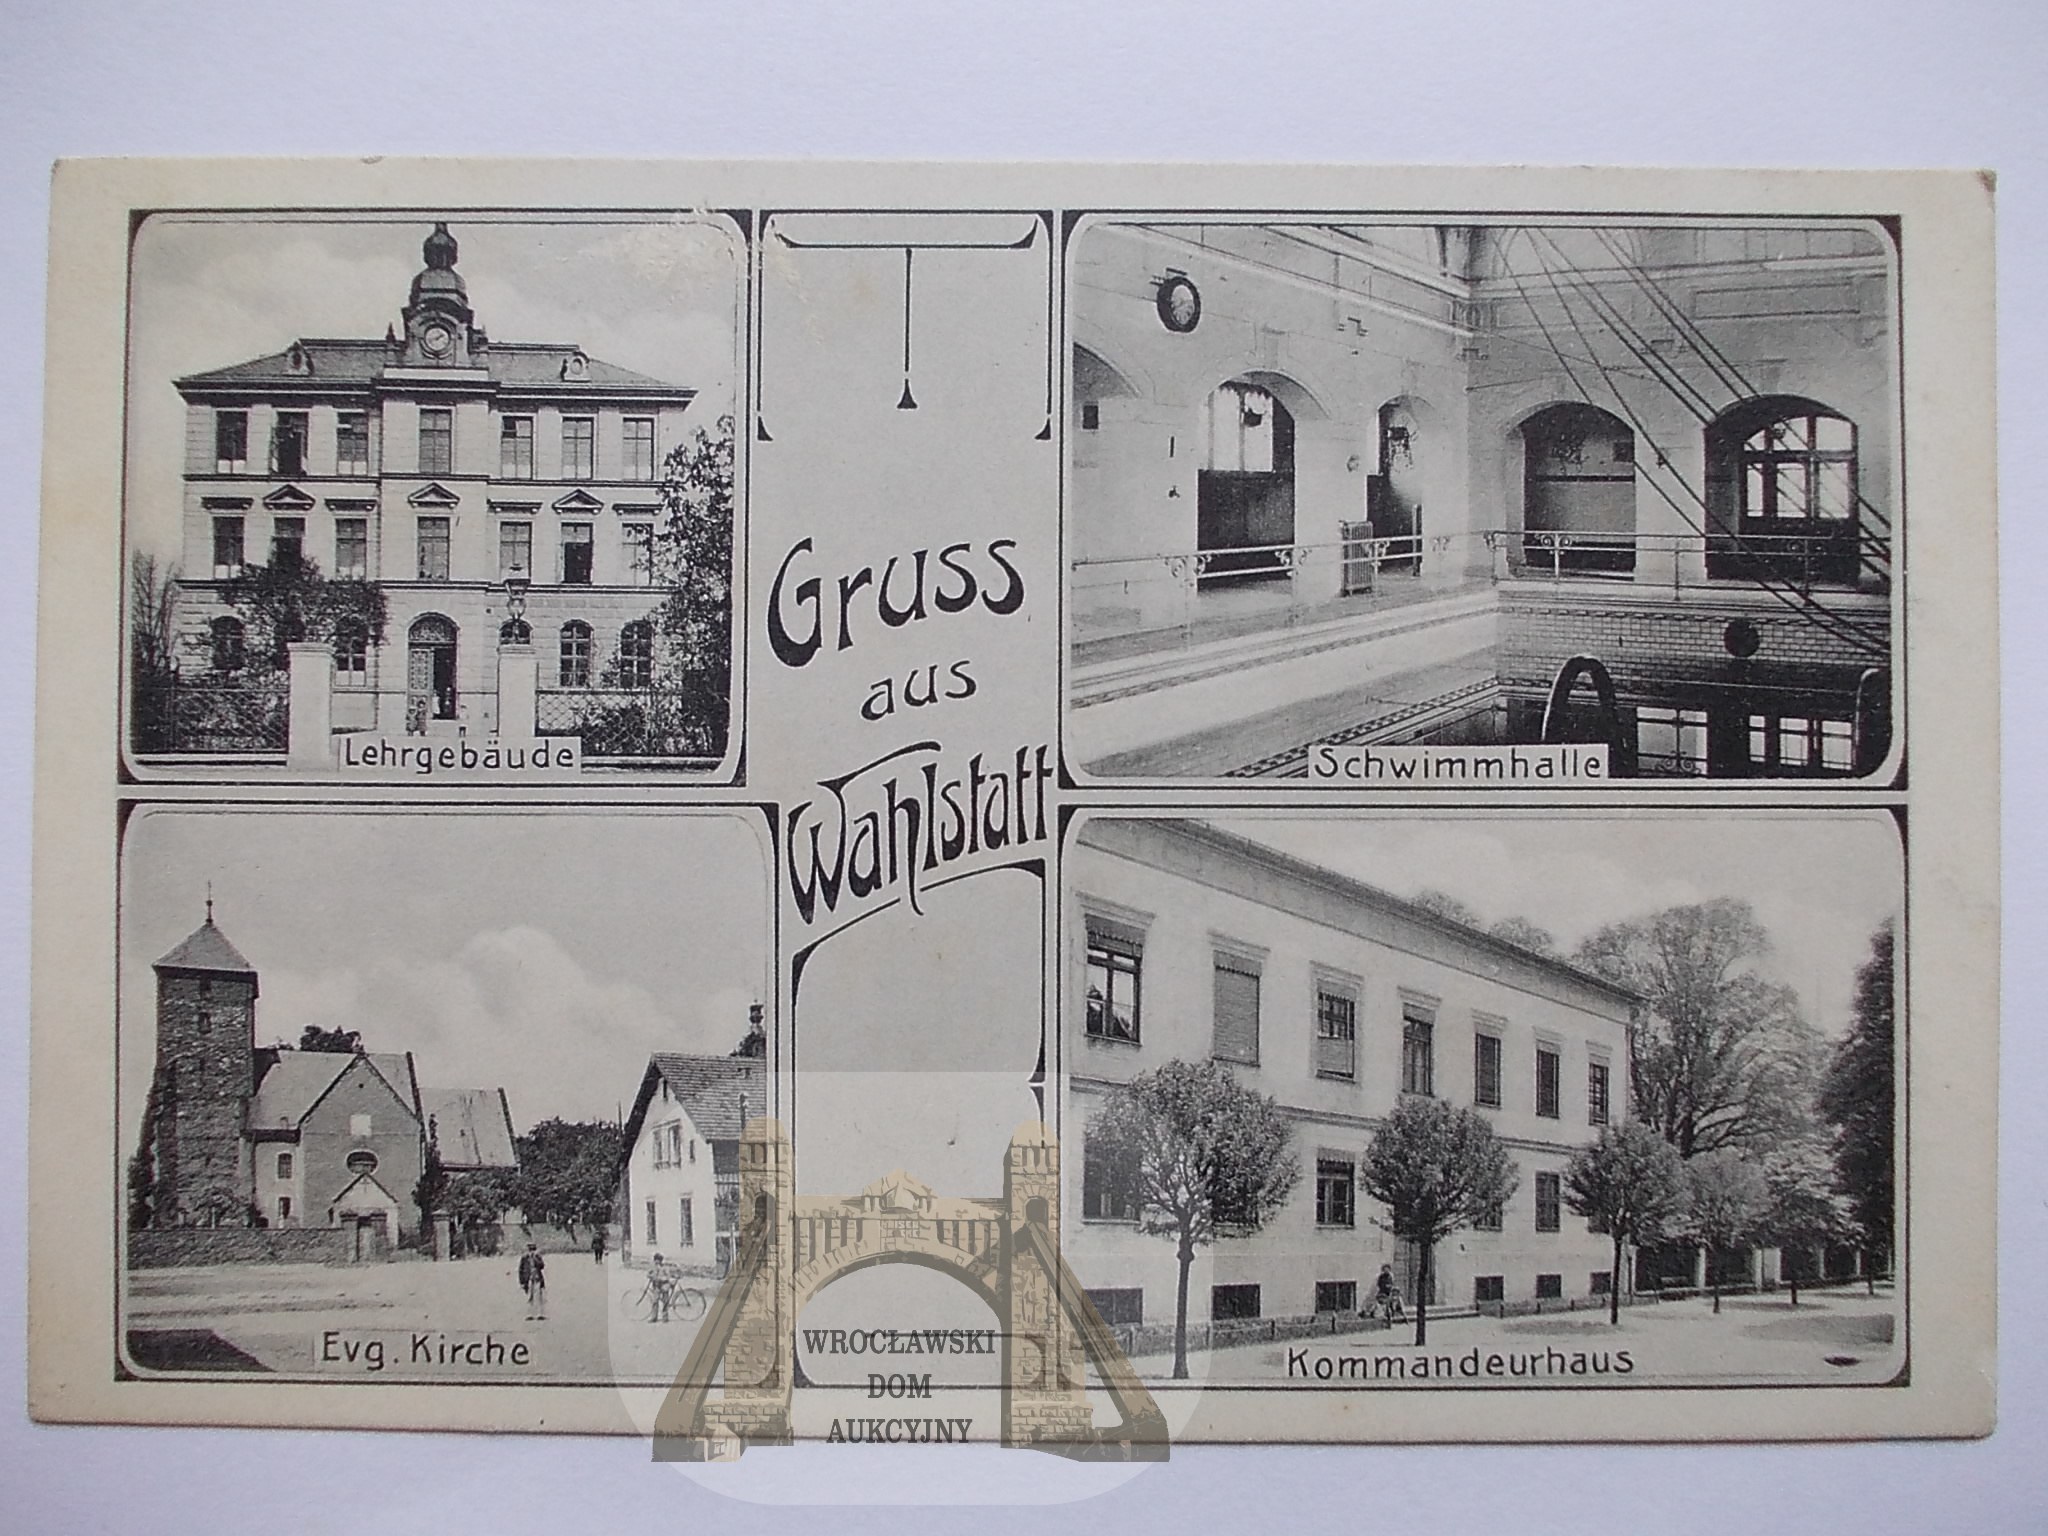 Lehrgebäude
Gruss
aus
Wahlstatt
Schwimmhalle
Evg. Kirche
Kommandeurhaus
WROCŁAWSKI
DOM
AUKCYJNY